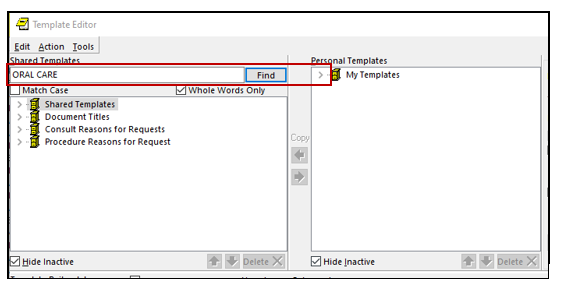 Template Editor
Edit Action Tools
Shared Templates
Personal Templates
ORAL CARE
Find
My Templates
Match Case
Whole Words Only
Shared Templates
Document Titles
Consult Reasons for Requests
Procedure Reasons for Request
Copy
Hide Inactive
Delete
Hide Inactive
Delete